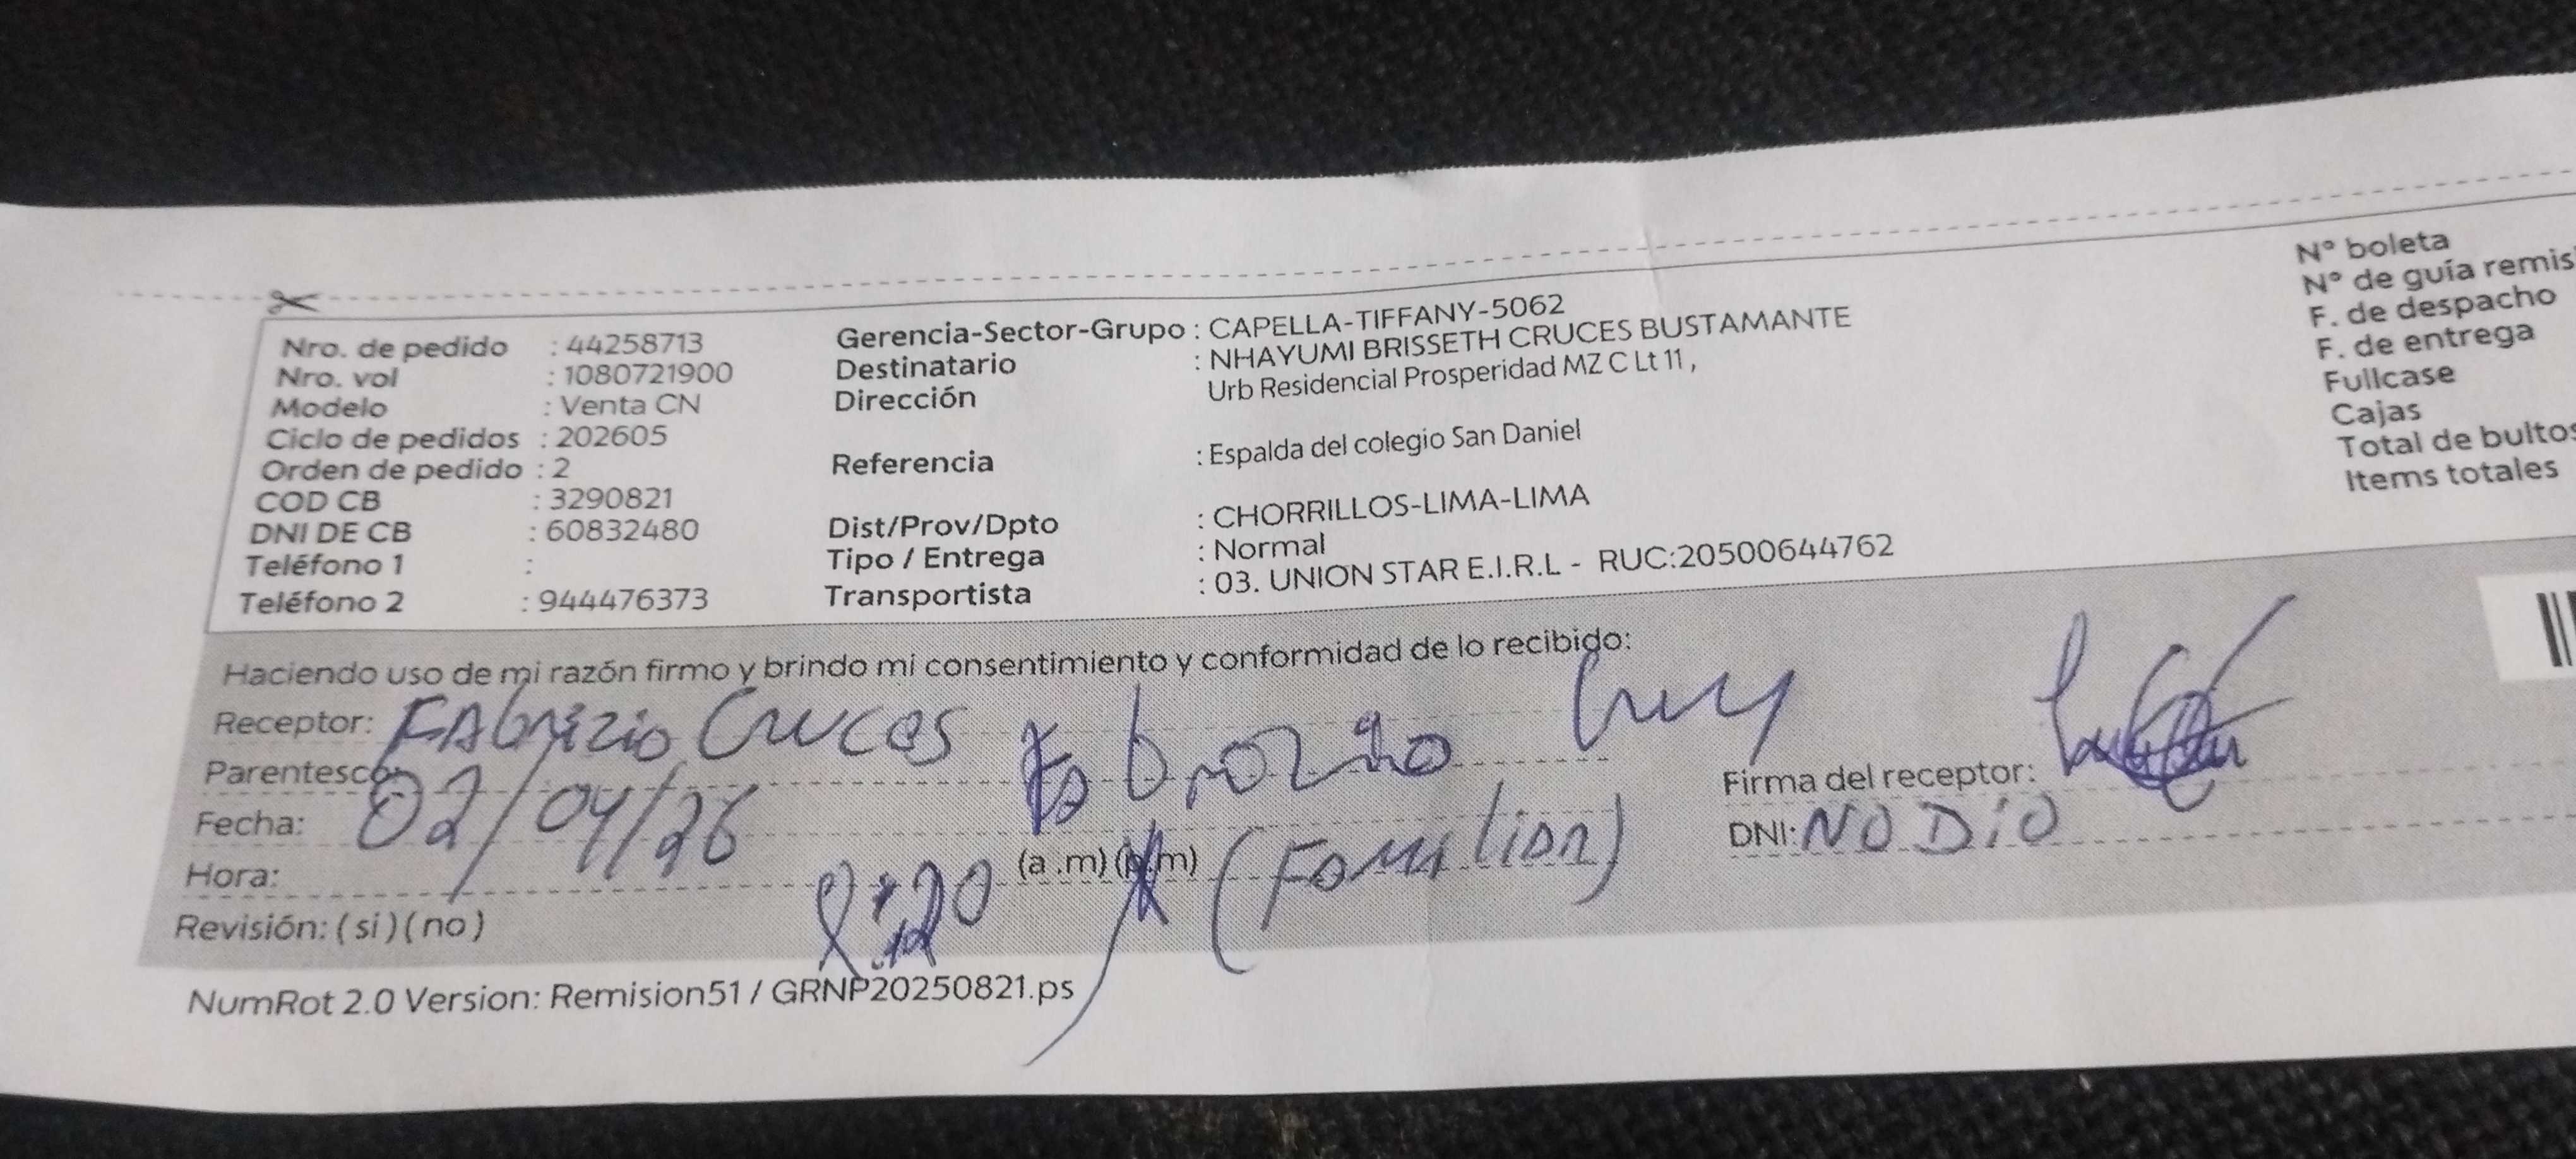 Nro. de pedido : 44258713
Nro. vol : 1080721900
Modelo : Venta CN
Ciclo de pedidos : 202605
Orden de pedido : 2
COD CB : 3290821
DNI DE CB : 60832480
Teléfono 1 :
Teléfono 2 : 944476373
Gerencia-Sector-Grupo : CAPELLA-TIFFANY-5062
Destinatario : NHAYUMI BRISSETH CRUCES BUSTAMANTE
Dirección Urb Residencial Prosperidad MZ C Lt 11 ,
Referencia : Espalda del colegio San Daniel
Dist/Prov/Dpto : CHORRILLOS-LIMA-LIMA
Tipo / Entrega : Normal
Transportista : 03. UNION STAR E.I.R.L - RUC:20500644762
N° boleta
N° de guía remis
F. de despacho
F. de entrega
Fullcase
Cajas
Total de bultos
Items totales
Haciendo uso de mi razón firmo y brindo mi consentimiento y conformidad de lo recibido:
Receptor: FAbrizio Cruces
Parentesco:
Fecha: 02/04/26
Hora: :20 (a .m) (p.m) (Familiar)
Firma del receptor:
DNI: NO DiO
Revisión: ( si ) ( no )
NumRot 2.0 Version: Remision51 / GRNP20250821.ps